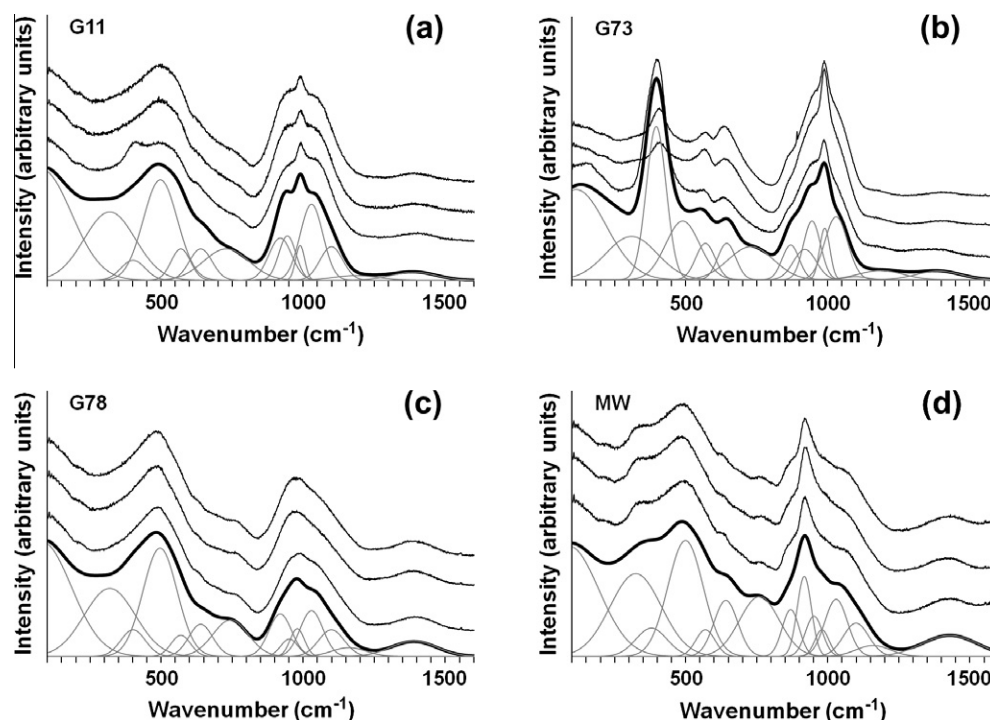 G11
(a)
Intensity (arbitrary units)
500
1000
1500
Wavenumber (cm⁻¹)
G73
(b)
Intensity (arbitrary units)
500
1000
1500
Wavenumber (cm⁻¹)
G78
(c)
Intensity (arbitrary units)
500
1000
1500
Wavenumber (cm⁻¹)
MW
(d)
Intensity (arbitrary units)
500
1000
1500
Wavenumber (cm⁻¹)